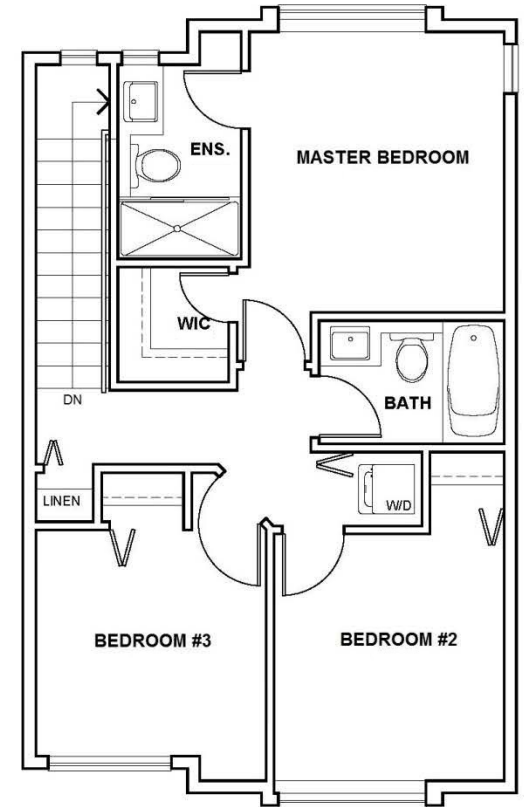 ENS.
MASTER BEDROOM
WIC
DN
BATH
LINEN
W/D
BEDROOM #3
BEDROOM #2